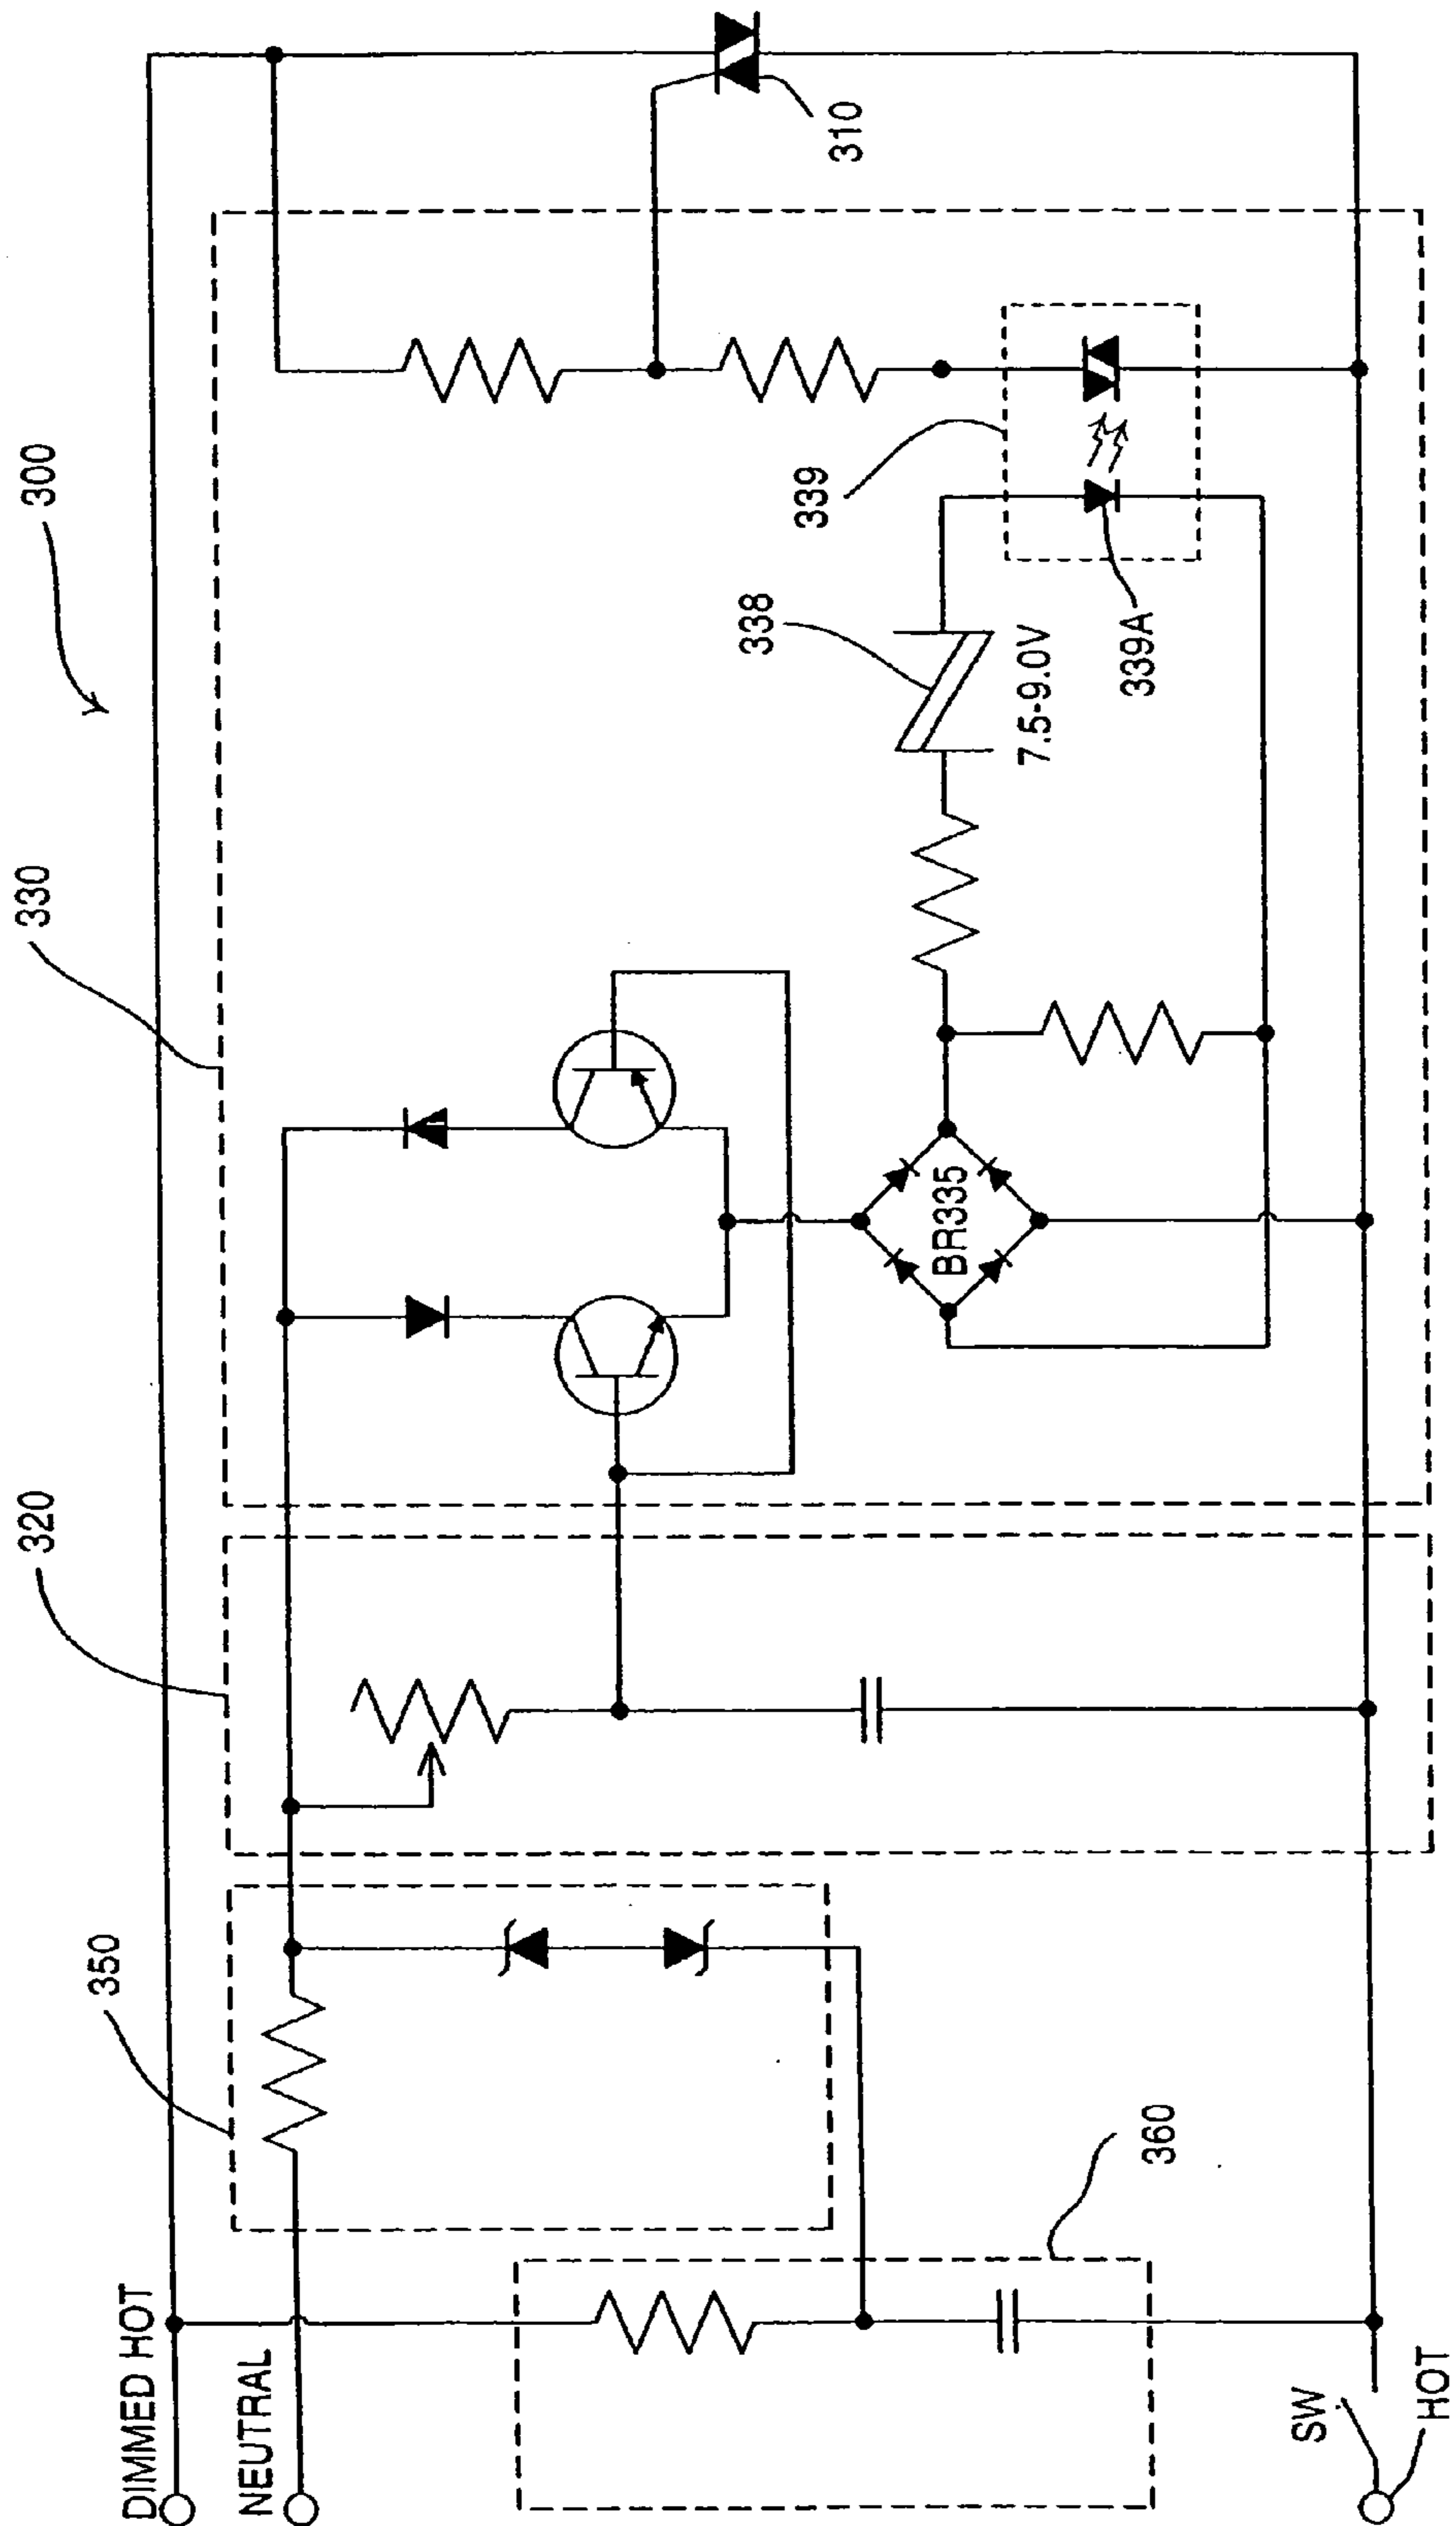 300
330
320
350
DIMMED HOT
NEUTRAL
310
339
338
7.5-9.0V
339A
BR335
360
SW
HOT